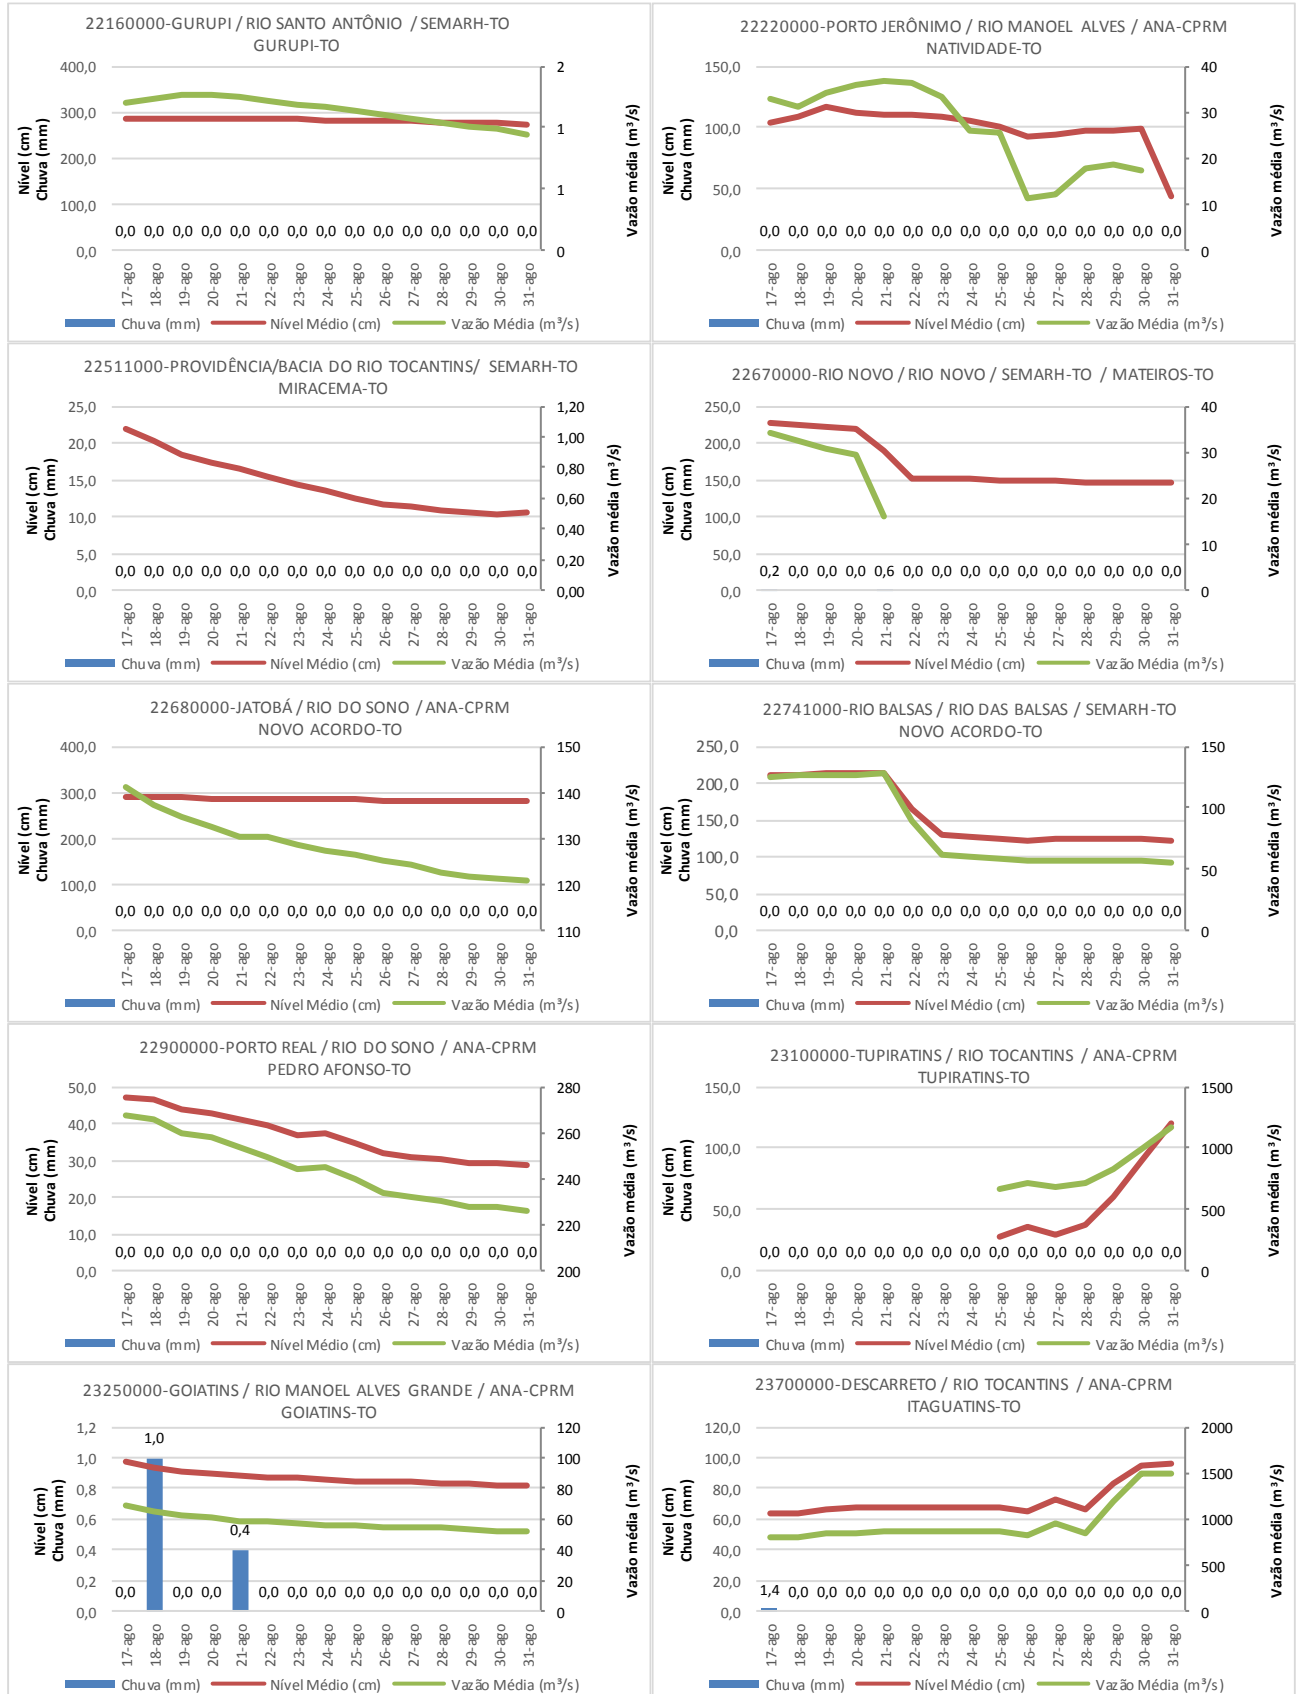 22160000-GURUPI / RIO SANTO ANTÔNIO / SEMARH-TO
GURUPI-TO
Nível (cm)
Chuva (mm)
400,0
300,0
200,0
100,0
0,0
2
1
1
0
Vazão média (m³/s)
0,0 0,0 0,0 0,0 0,0 0,0 0,0 0,0 0,0 0,0 0,0 0,0 0,0 0,0 0,0
17-ago 18-ago 19-ago 20-ago 21-ago 22-ago 23-ago 24-ago 25-ago 26-ago 27-ago 28-ago 29-ago 30-ago 31-ago
Chuva (mm) Nível Médio (cm) Vazão Média (m³/s)
22220000-PORTO JERÔNIMO / RIO MANOEL ALVES / ANA-CPRM
NATIVIDADE-TO
Nível (cm)
Chuva (mm)
150,0
100,0
50,0
0,0
40
30
20
10
0
Vazão média (m³/s)
0,0 0,0 0,0 0,0 0,0 0,0 0,0 0,0 0,0 0,0 0,0 0,0 0,0 0,0 0,0
17-ago 18-ago 19-ago 20-ago 21-ago 22-ago 23-ago 24-ago 25-ago 26-ago 27-ago 28-ago 29-ago 30-ago 31-ago
Chuva (mm) Nível Médio (cm) Vazão Média (m³/s)
22511000-PROVIDÊNCIA/BACIA DO RIO TOCANTINS/ SEMARH-TO
MIRACEMA-TO
Nível (cm)
Chuva (mm)
25,0
20,0
15,0
10,0
5,0
0,0
1,20
1,00
0,80
0,60
0,40
0,20
0,00
Vazão média (m³/s)
0,0 0,0 0,0 0,0 0,0 0,0 0,0 0,0 0,0 0,0 0,0 0,0 0,0 0,0 0,0
17-ago 18-ago 19-ago 20-ago 21-ago 22-ago 23-ago 24-ago 25-ago 26-ago 27-ago 28-ago 29-ago 30-ago 31-ago
Chuva (mm) Nível Médio (cm) Vazão Média (m³/s)
22670000-RIO NOVO / RIO NOVO / SEMARH-TO / MATEIROS-TO
Nível (cm)
Chuva (mm)
250,0
200,0
150,0
100,0
50,0
0,0
40
30
20
10
0
Vazão média (m³/s)
0,2 0,0 0,0 0,0 0,6 0,0 0,0 0,0 0,0 0,0 0,0 0,0 0,0 0,0 0,0
17-ago 18-ago 19-ago 20-ago 21-ago 22-ago 23-ago 24-ago 25-ago 26-ago 27-ago 28-ago 29-ago 30-ago 31-ago
Chuva (mm) Nível Médio (cm) Vazão Média (m³/s)
22680000-JATOBÁ / RIO DO SONO / ANA-CPRM
NOVO ACORDO-TO
Nível (cm)
Chuva (mm)
400,0
300,0
200,0
100,0
0,0
150
140
130
120
110
Vazão média (m³/s)
0,0 0,0 0,0 0,0 0,0 0,0 0,0 0,0 0,0 0,0 0,0 0,0 0,0 0,0 0,0
17-ago 18-ago 19-ago 20-ago 21-ago 22-ago 23-ago 24-ago 25-ago 26-ago 27-ago 28-ago 29-ago 30-ago 31-ago
Chuva (mm) Nível Médio (cm) Vazão Média (m³/s)
22741000-RIO BALSAS / RIO DAS BALSAS / SEMARH-TO
NOVO ACORDO-TO
Nível (cm)
Chuva (mm)
250,0
200,0
150,0
100,0
50,0
0,0
150
100
50
0
Vazão média (m³/s)
0,0 0,0 0,0 0,0 0,0 0,0 0,0 0,0 0,0 0,0 0,0 0,0 0,0 0,0 0,0
17-ago 18-ago 19-ago 20-ago 21-ago 22-ago 23-ago 24-ago 25-ago 26-ago 27-ago 28-ago 29-ago 30-ago 31-ago
Chuva (mm) Nível Médio (cm) Vazão Média (m³/s)
22900000-PORTO REAL / RIO DO SONO / ANA-CPRM
PEDRO AFONSO-TO
Nível (cm)
Chuva (mm)
50,0
40,0
30,0
20,0
10,0
0,0
280
260
240
220
200
Vazão média (m³/s)
0,0 0,0 0,0 0,0 0,0 0,0 0,0 0,0 0,0 0,0 0,0 0,0 0,0 0,0 0,0
17-ago 18-ago 19-ago 20-ago 21-ago 22-ago 23-ago 24-ago 25-ago 26-ago 27-ago 28-ago 29-ago 30-ago 31-ago
Chuva (mm) Nível Médio (cm) Vazão Média (m³/s)
23100000-TUPIRATINS / RIO TOCANTINS / ANA-CPRM
TUPIRATINS-TO
Nível (cm)
Chuva (mm)
150,0
100,0
50,0
0,0
1500
1000
500
0
Vazão média (m³/s)
0,0 0,0 0,0 0,0 0,0 0,0 0,0 0,0 0,0 0,0 0,0 0,0 0,0 0,0 0,0
17-ago 18-ago 19-ago 20-ago 21-ago 22-ago 23-ago 24-ago 25-ago 26-ago 27-ago 28-ago 29-ago 30-ago 31-ago
Chuva (mm) Nível Médio (cm) Vazão Média (m³/s)
23250000-GOIATINS / RIO MANOEL ALVES GRANDE / ANA-CPRM
GOIATINS-TO
Nível (cm)
Chuva (mm)
1,2
1,0
0,8
0,6
0,4
0,2
0,0
120
100
80
60
40
20
0
Vazão média (m³/s)
0,0 1,0 0,0 0,0 0,4 0,0 0,0 0,0 0,0 0,0 0,0 0,0 0,0 0,0 0,0
17-ago 18-ago 19-ago 20-ago 21-ago 22-ago 23-ago 24-ago 25-ago 26-ago 27-ago 28-ago 29-ago 30-ago 31-ago
Chuva (mm) Nível Médio (cm) Vazão Média (m³/s)
23700000-DESCARRETO / RIO TOCANTINS / ANA-CPRM
ITAGUATINS-TO
Nível (cm)
Chuva (mm)
120,0
100,0
80,0
60,0
40,0
20,0
0,0
2000
1500
1000
500
0
Vazão média (m³/s)
1,4 0,0 0,0 0,0 0,0 0,0 0,0 0,0 0,0 0,0 0,0 0,0 0,0 0,0 0,0
17-ago 18-ago 19-ago 20-ago 21-ago 22-ago 23-ago 24-ago 25-ago 26-ago 27-ago 28-ago 29-ago 30-ago 31-ago
Chuva (mm) Nível Médio (cm) Vazão Média (m³/s)